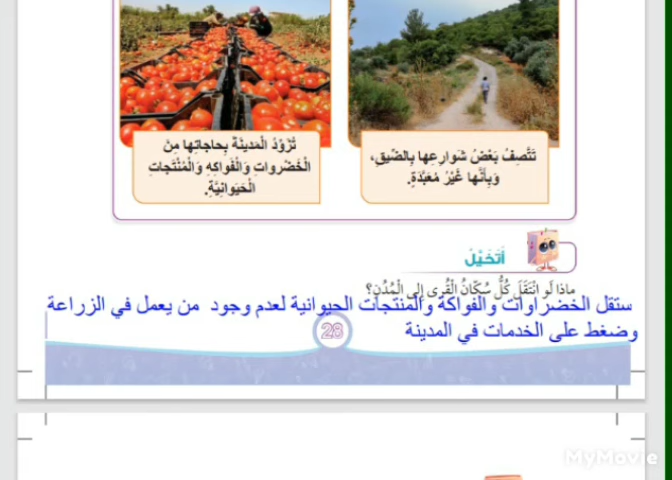 تَتَّصِفُ بَعْضُ شَوارِعِها بِالضّيقِ،
وَبِأَنَّها غَيْرُ مُعَبَّدَةٍ.
تُزَوِّدُ الْمَدينَةَ بِحاجاتِها مِنَ
الْخَضْرَواتِ وَالْفَواكِهِ وَالْمُنْتَجاتِ
الْحَيَوانِيَّةِ.
أَتَخَيَّلُ
ماذا لَوِ انْتَقَلَ كُلُّ سُكّانِ الْقُرى إِلى الْمُدُنِ؟
ستقل الخضراوات والفواكة والمنتجات الحيوانية لعدم وجود من يعمل في الزراعة
وضغط على الخدمات في المدينة
28
MyMovie